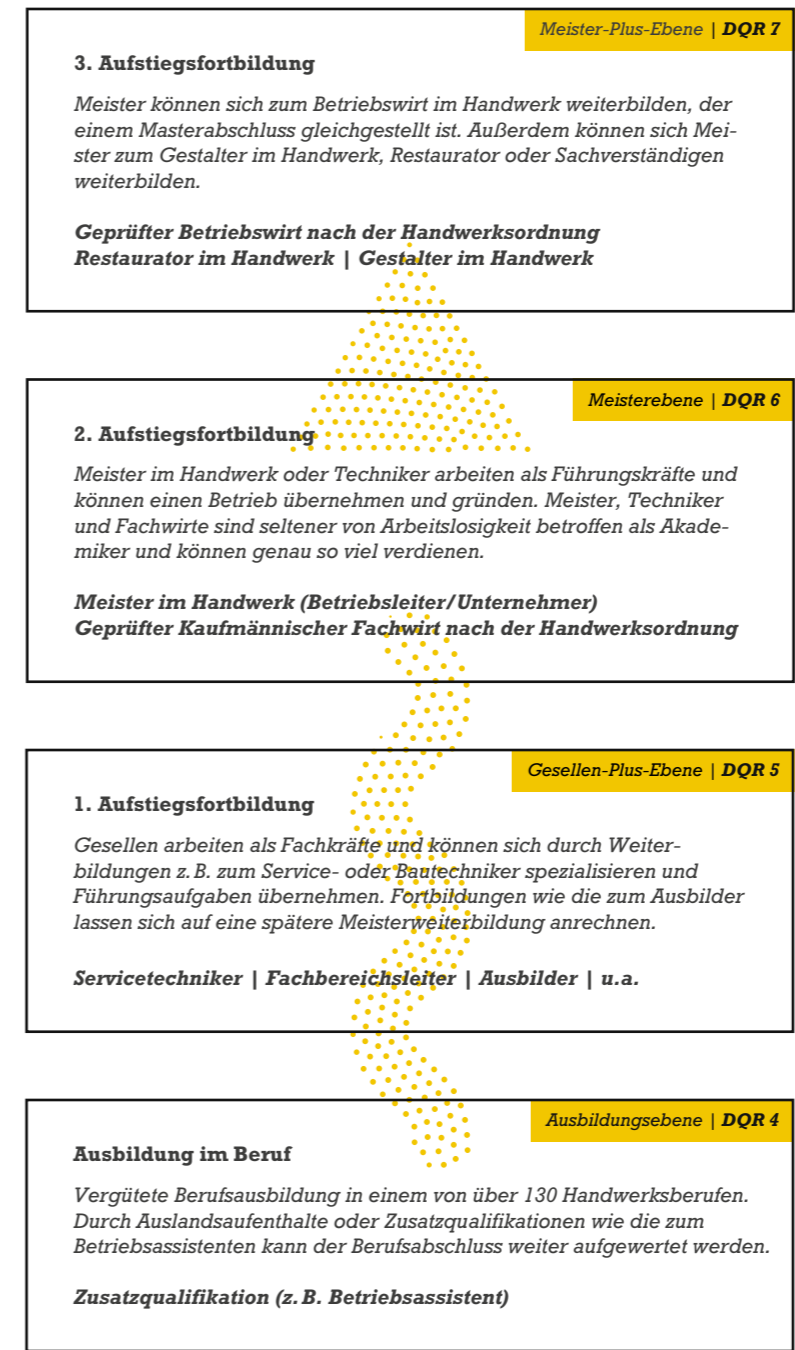 Meister-Plus-Ebene | DQR 7
3. Aufstiegsfortbildung
Meister können sich zum Betriebswirt im Handwerk weiterbilden, der
einem Masterabschluss gleichgestellt ist. Außerdem können sich Mei-
ster zum Gestalter im Handwerk, Restaurator oder Sachverständigen
weiterbilden.
Geprüfter Betriebswirt nach der Handwerksordnung
Restaurator im Handwerk | Gestalter im Handwerk
Meisterebene | DQR 6
2. Aufstiegsfortbildung
Meister im Handwerk oder Techniker arbeiten als Führungskräfte und
können einen Betrieb übernehmen und gründen. Meister, Techniker
und Fachwirte sind seltener von Arbeitslosigkeit betroffen als Akade-
miker und können genau so viel verdienen.
Meister im Handwerk (Betriebsleiter/Unternehmer)
Geprüfter Kaufmännischer Fachwirt nach der Handwerksordnung
Gesellen-Plus-Ebene | DQR 5
1. Aufstiegsfortbildung
Gesellen arbeiten als Fachkräfte und können sich durch Weiter-
bildungen z. B. zum Service- oder Bautechniker spezialisieren und
Führungsaufgaben übernehmen. Fortbildungen wie die zum Ausbilder
lassen sich auf eine spätere Meisterweiterbildung anrechnen.
Servicetechniker | Fachbereichsleiter | Ausbilder | u.a.
Ausbildungsebene | DQR 4
Ausbildung im Beruf
Vergütete Berufsausbildung in einem von über 130 Handwerksberufen.
Durch Auslandsaufenthalte oder Zusatzqualifikationen wie die zum
Betriebsassistenten kann der Berufsabschluss weiter aufgewertet werden.
Zusatzqualifikation (z. B. Betriebsassistent)